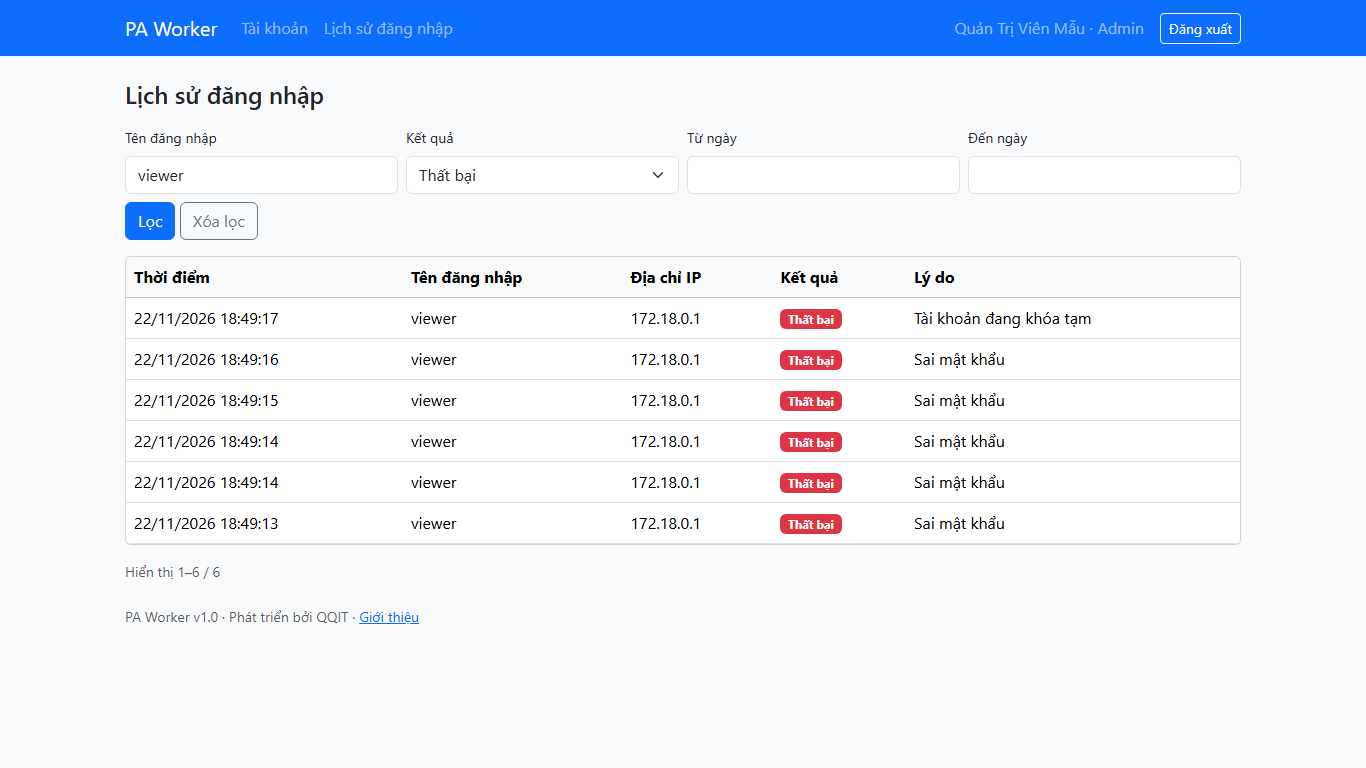 PA Worker Tài khoản Lịch sử đăng nhập Quản Trị Viên Mẫu · Admin Đăng xuất
Lịch sử đăng nhập
Tên đăng nhập Kết quả Từ ngày Đến ngày
viewer Thất bại
Lọc Xóa lọc
Thời điểm Tên đăng nhập Địa chỉ IP Kết quả Lý do
22/11/2026 18:49:17 viewer 172.18.0.1 Thất bại Tài khoản đang khóa tạm
22/11/2026 18:49:16 viewer 172.18.0.1 Thất bại Sai mật khẩu
22/11/2026 18:49:15 viewer 172.18.0.1 Thất bại Sai mật khẩu
22/11/2026 18:49:14 viewer 172.18.0.1 Thất bại Sai mật khẩu
22/11/2026 18:49:14 viewer 172.18.0.1 Thất bại Sai mật khẩu
22/11/2026 18:49:13 viewer 172.18.0.1 Thất bại Sai mật khẩu
Hiển thị 1–6 / 6
PA Worker v1.0 · Phát triển bởi QQIT · Giới thiệu